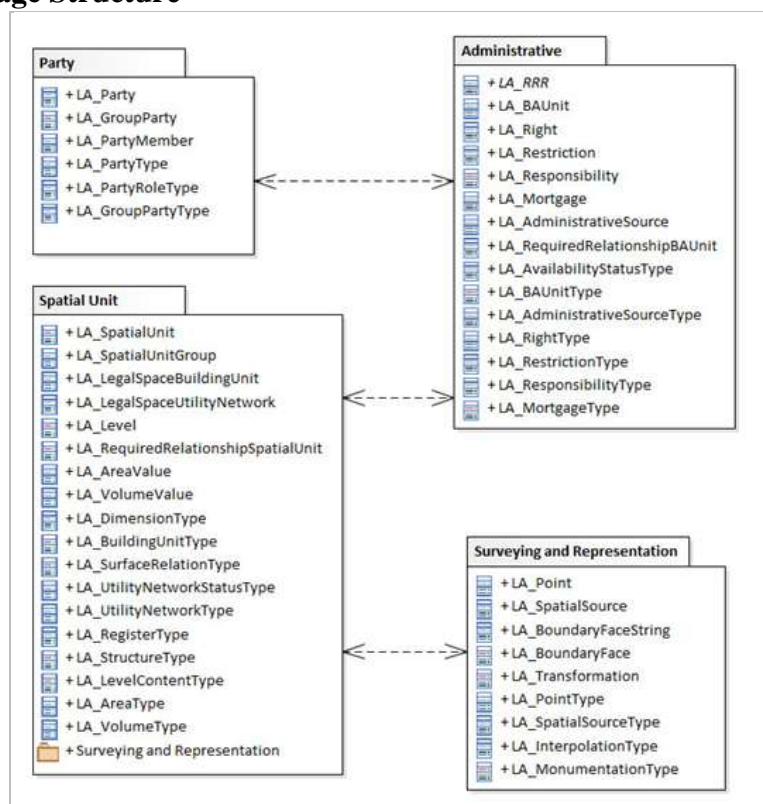 age Structure
Party
+LA_Party
+LA_GroupParty
+LA_PartyMember
+LA_PartyType
+LA_PartyRoleType
+LA_GroupPartyType
Administrative
+LA_RRR
+LA_BAUnit
+LA_Right
+LA_Restriction
+LA_Responsibility
+LA_Mortgage
+LA_AdministrativeSource
+LA_RequiredRelationshipBAUnit
+LA_AvailabilityStatusType
+LA_BAUnitType
+LA_AdministrativeSourceType
+LA_RightType
+LA_RestrictionType
+LA_ResponsibilityType
+LA_MortgageType
Spatial Unit
+LA_SpatialUnit
+LA_SpatialUnitGroup
+LA_LegalSpaceBuildingUnit
+LA_LegalSpaceUtilityNetwork
+LA_Level
+LA_RequiredRelationshipSpatialUnit
+LA_AreaValue
+LA_VolumeValue
+LA_DimensionType
+LA_BuildingUnitType
+LA_SurfaceRelationType
+LA_UtilityNetworkStatusType
+LA_UtilityNetworkType
+LA_RegisterType
+LA_StructureType
+LA_LevelContentType
+LA_AreaType
+LA_VolumeType
+Surveying and Representation
Surveying and Representation
+LA_Point
+LA_SpatialSource
+LA_BoundaryFaceString
+LA_BoundaryFace
+LA_Transformation
+LA_PointType
+LA_SpatialSourceType
+LA_InterpolationType
+LA_MonumentationType